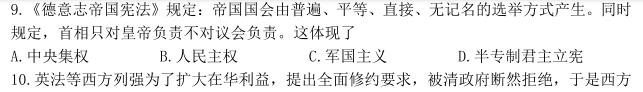 9.《德意志帝国宪法》规定：帝国国会由普遍、平等、直接、无记名的选举方式产生。同时
规定，首相只对皇帝负责不对议会负责。这体现了
A.中央集权 B.人民主权 C.军国主义 D.半专制君主立宪
10.英法等西方列强为了扩大在华利益，提出全面修约要求，被清政府断然拒绝，于是西方